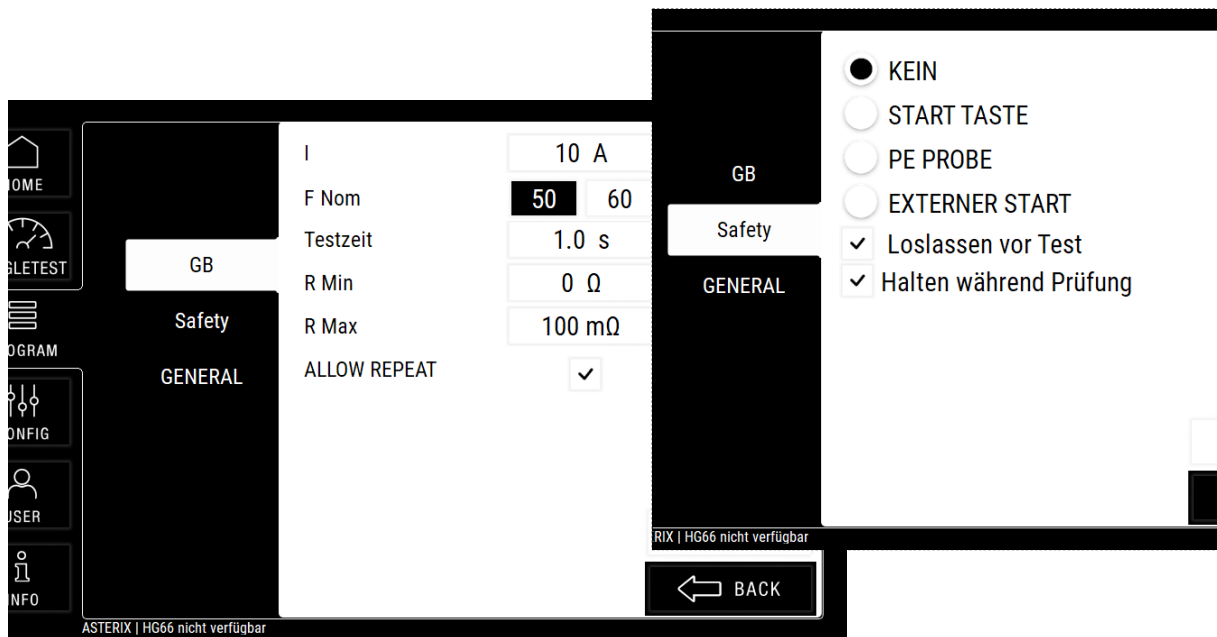 HOME
GLETEST
OGRAM
ONFIG
USER
INFO
GB
Safety
GENERAL
I
10 A
F Nom
50
60
Testzeit
1.0 s
R Min
0 Ω
R Max
100 mΩ
ALLOW REPEAT
BACK
ASTERIX | HG66 nicht verfügbar
GB
Safety
GENERAL
KEIN
START TASTE
PE PROBE
EXTERNER START
Loslassen vor Test
Halten während Prüfung
RIX | HG66 nicht verfügbar